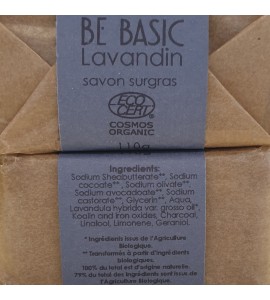 BE BASIC
Lavandin
savon surgras
ECO
CERT
COSMOS
ORGANIC
110g
Ingredients:
Sodium Sheabutterate**, Sodium
cocoate** , Sodium olivate**,
Sodium avocadoate**, Sodium
castorate**, Glycerin**, Aqua,
Lavandula hybrida var. grosso oil*,
Kaolin and iron oxides, Charcoal,
Linalool, Limonene, Geraniol.
* Ingrédients issus de l'Agriculture
Biologique.
** Transformés à partir d'ingrédients
biologiques.
100% du total est d'origine naturelle.
79% du total des ingrédients sont issus de
l'Agriculture Biologique.